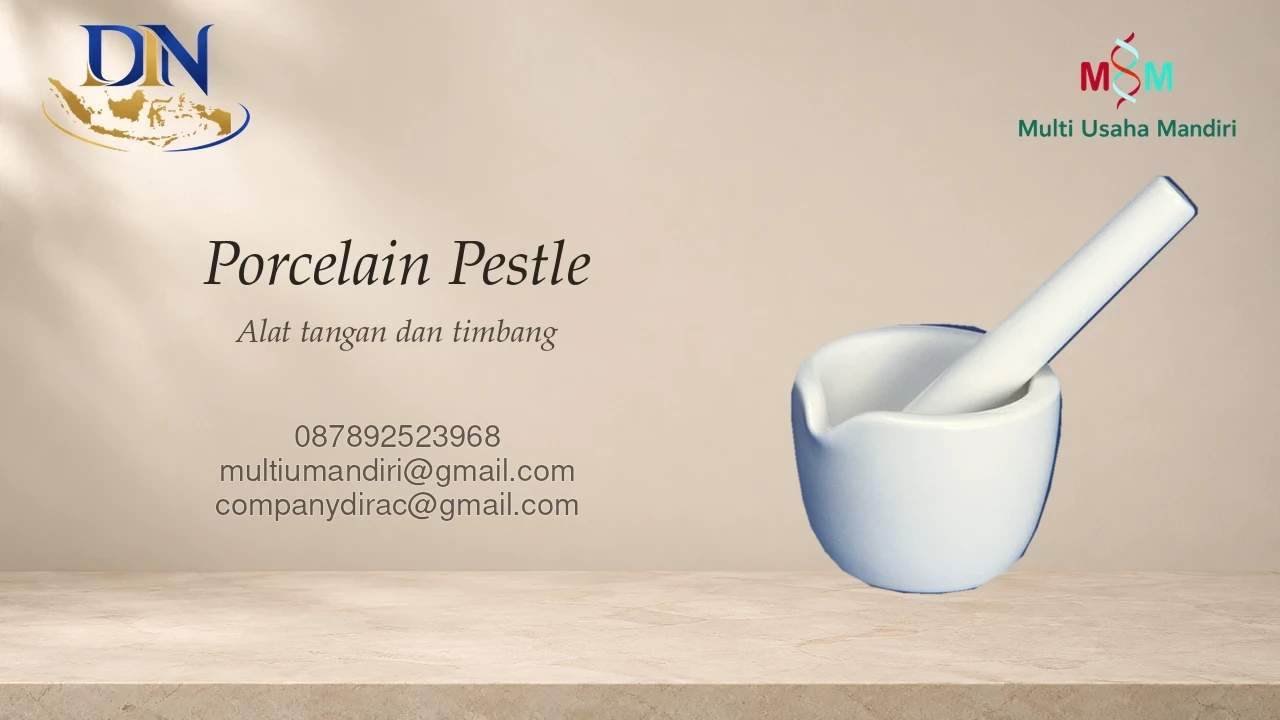 DN
MSM
Multi Usaha Mandiri
Porcelain Pestle
Alat tangan dan timbang
087892523968
multiumandiri@gmail.com
companydirac@gmail.com